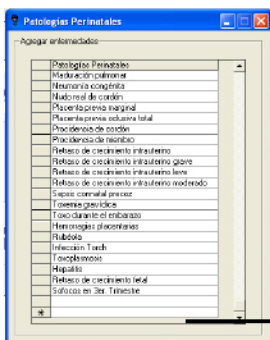 Patologías Perinatales
Agregar enfermedades
Patologías Perinatales
Maduración pulmonar
Neumonía congénita
Nudo real de cordón
Placenta previa marginal
Placenta previa oclusiva total
Procidencia de cordón
Procidencia de miembro
Retraso de crecimiento intrauterino
Retraso de crecimiento intrauterino grave
Retraso de crecimiento intrauterino leve
Retraso de crecimiento intrauterino moderado
Sepsis connatal precoz
Toxemia gravídica
Toxo durante el embarazo
Hemorragias placentarias
Rubéola
Infección Torch
Toxoplasmosis
Hepatitis
Retraso de crecimiento fetal
Sofocos en 3er. Trimestre
*